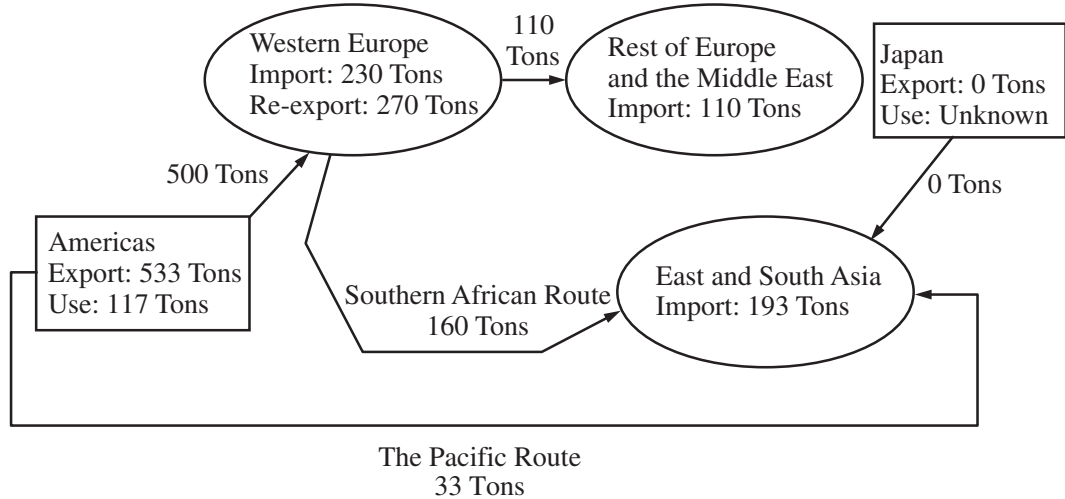 Western Europe
Import: 230 Tons
Re-export: 270 Tons
110
Tons
Rest of Europe
and the Middle East
Import: 110 Tons
Japan
Export: 0 Tons
Use: Unknown
500 Tons
0 Tons
Americas
Export: 533 Tons
Use: 117 Tons
Southern African Route
160 Tons
East and South Asia
Import: 193 Tons
The Pacific Route
33 Tons